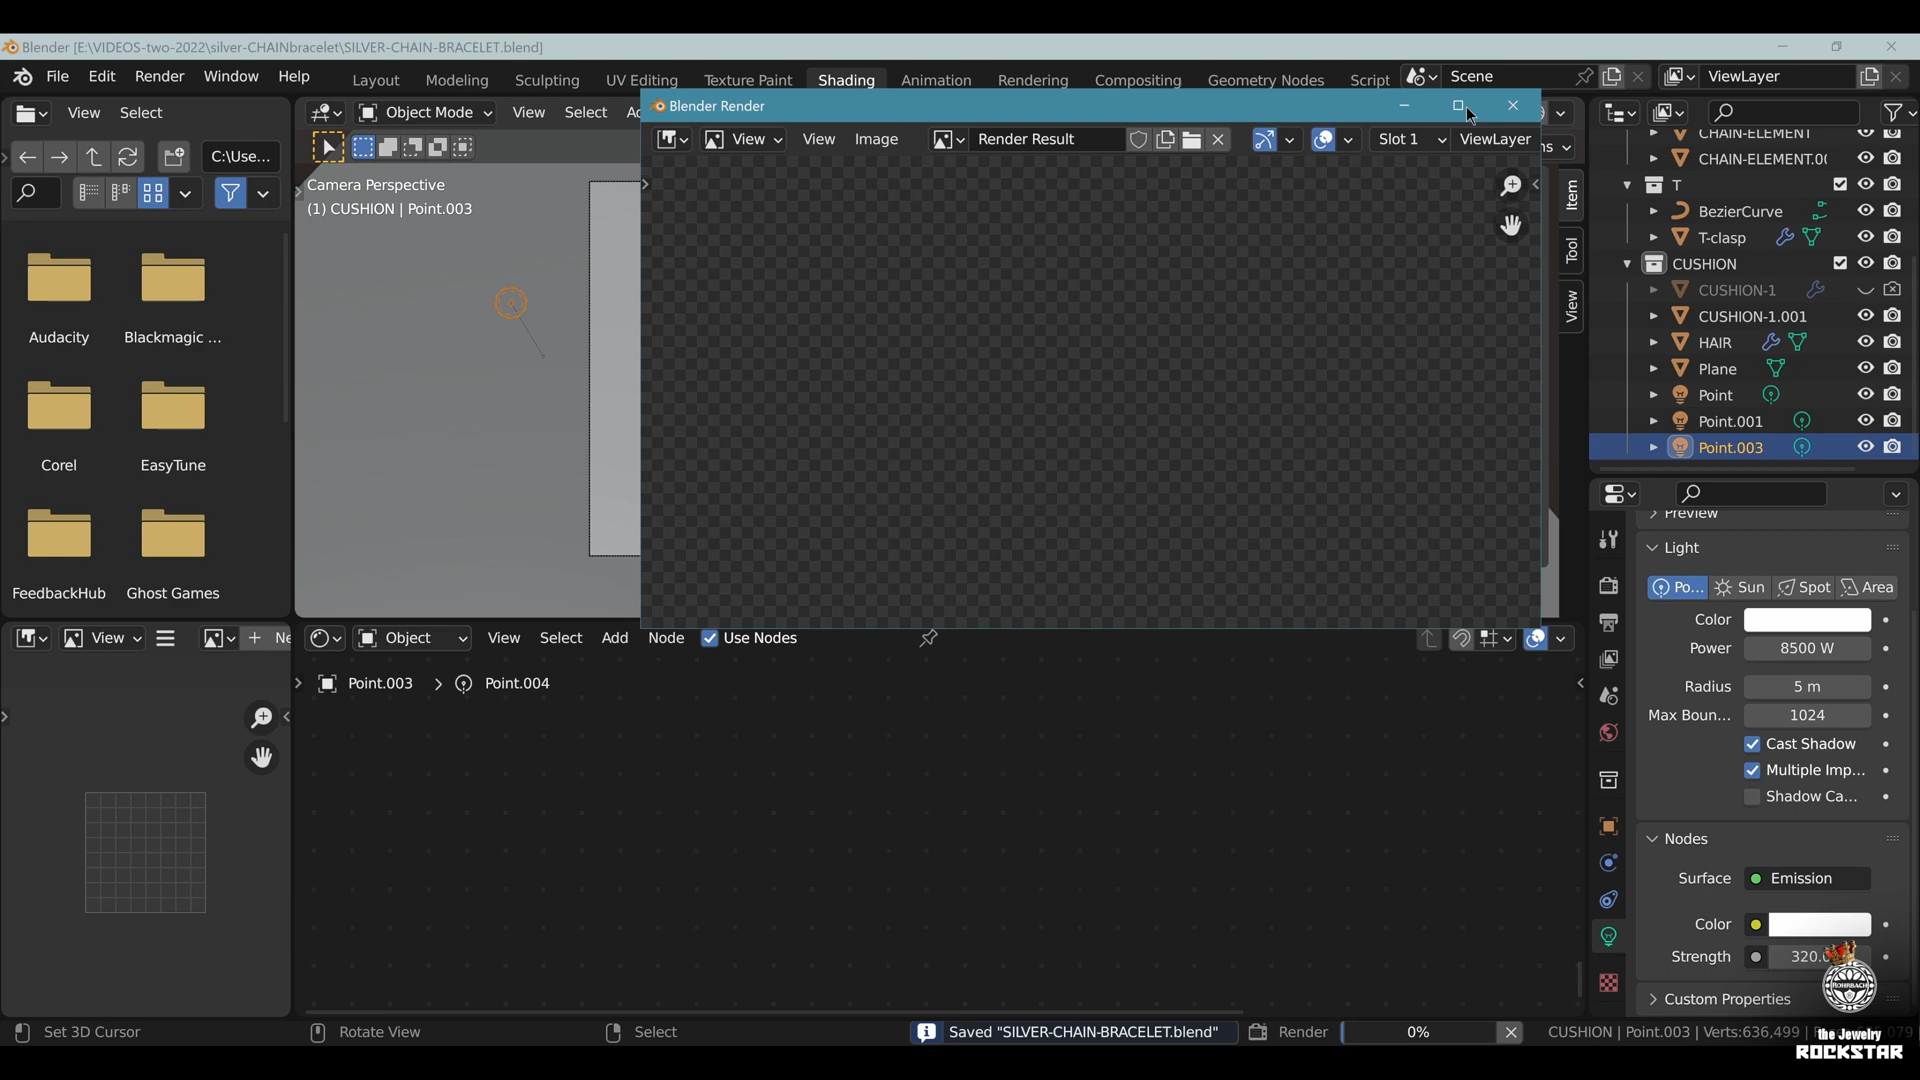 Blender [E:\VIDEOS-two-2022\silver-CHAINbracelet\SILVER-CHAIN-BRACELET.blend]
File Edit Render Window Help Layout Modeling Sculpting UV Editing Texture Paint Shading Animation Rendering Compositing Geometry Nodes Script Scene ViewLayer
View Select Object Mode View Select
Blender Render
View View Image Render Result Slot 1 ViewLayer
C:\Use...
Camera Perspective
(1) CUSHION | Point.003
Item
Tool
View
Audacity Blackmagic ...
Corel EasyTune
FeedbackHub Ghost Games
CHAIN-ELEMENT
CHAIN-ELEMENT.00
T
BezierCurve
T-clasp
CUSHION
CUSHION-1
CUSHION-1.001
HAIR
Plane
Point
Point.001
Point.003
Preview
Light
Po... Sun Spot Area
Color
Power 8500 W
Radius 5 m
Max Boun... 1024
Cast Shadow
Multiple Imp...
Shadow Ca...
Nodes
Surface Emission
Color
Strength 320.
Custom Properties
View Ne
Object View Select Add Node Use Nodes
Point.003 > Point.004
Set 3D Cursor Rotate View Select Saved "SILVER-CHAIN-BRACELET.blend" Render 0% CUSHION | Point.003 | Verts:636,499 |
ROHRBACH
the Jewelry
ROCKSTAR